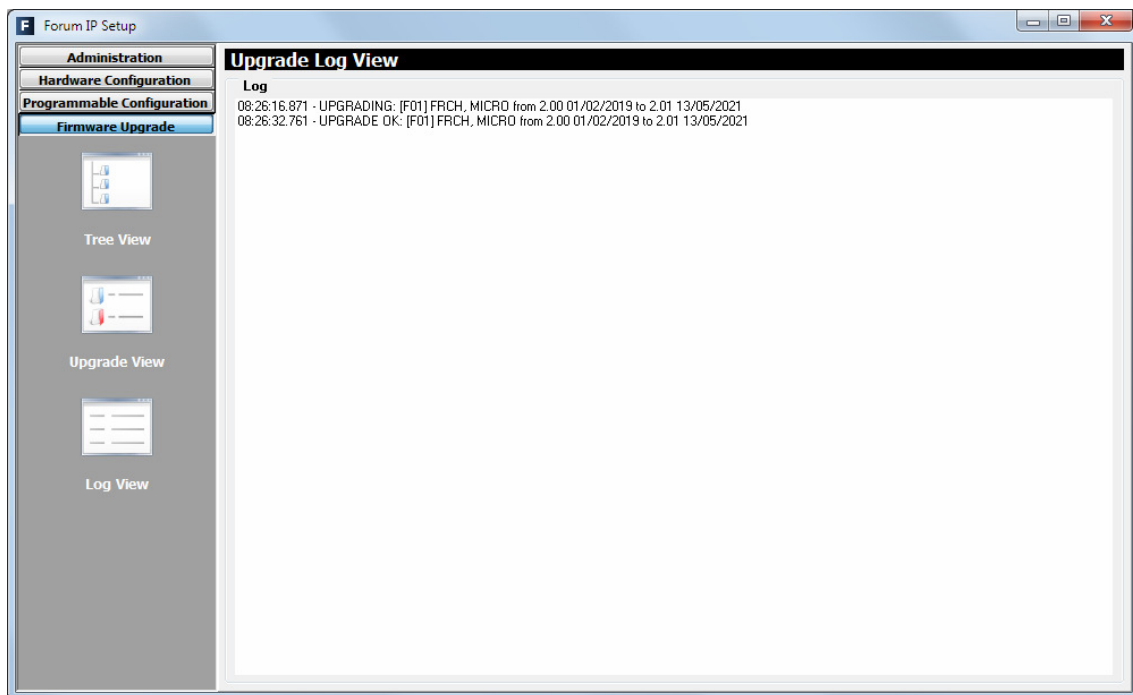 F Forum IP Setup
Administration
Hardware Configuration
Programmable Configuration
Firmware Upgrade
Tree View
Upgrade View
Log View
Upgrade Log View
Log
08:26:16.871 - UPGRADING: [F01] FRCH, MICRO from 2.00 01/02/2019 to 2.01 13/05/2021
08:26:32.761 - UPGRADE OK: [F01] FRCH, MICRO from 2.00 01/02/2019 to 2.01 13/05/2021